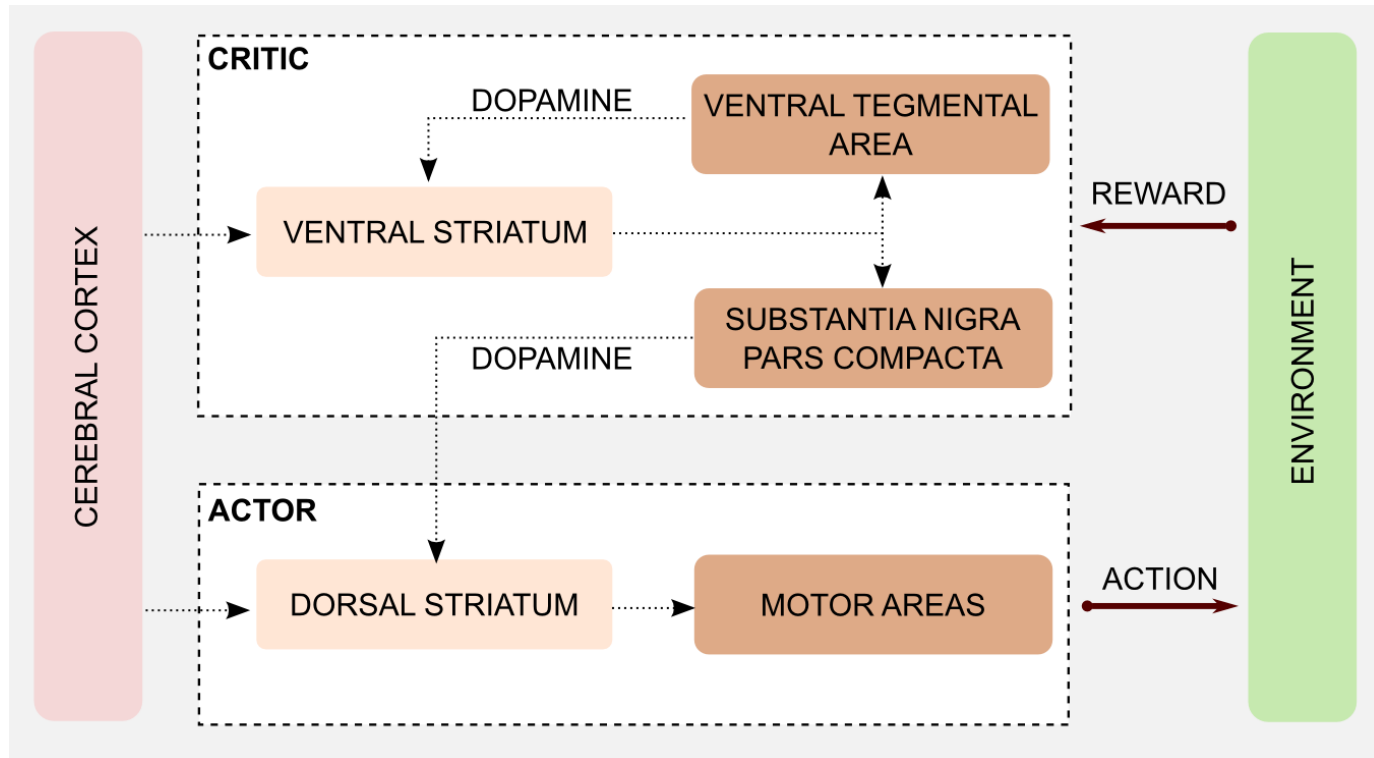 CEREBRAL CORTEX
CRITIC
DOPAMINE
VENTRAL TEGMENTAL
AREA
VENTRAL STRIATUM
SUBSTANTIA NIGRA
PARS COMPACTA
DOPAMINE
ACTOR
DORSAL STRIATUM
MOTOR AREAS
REWARD
ACTION
ENVIRONMENT